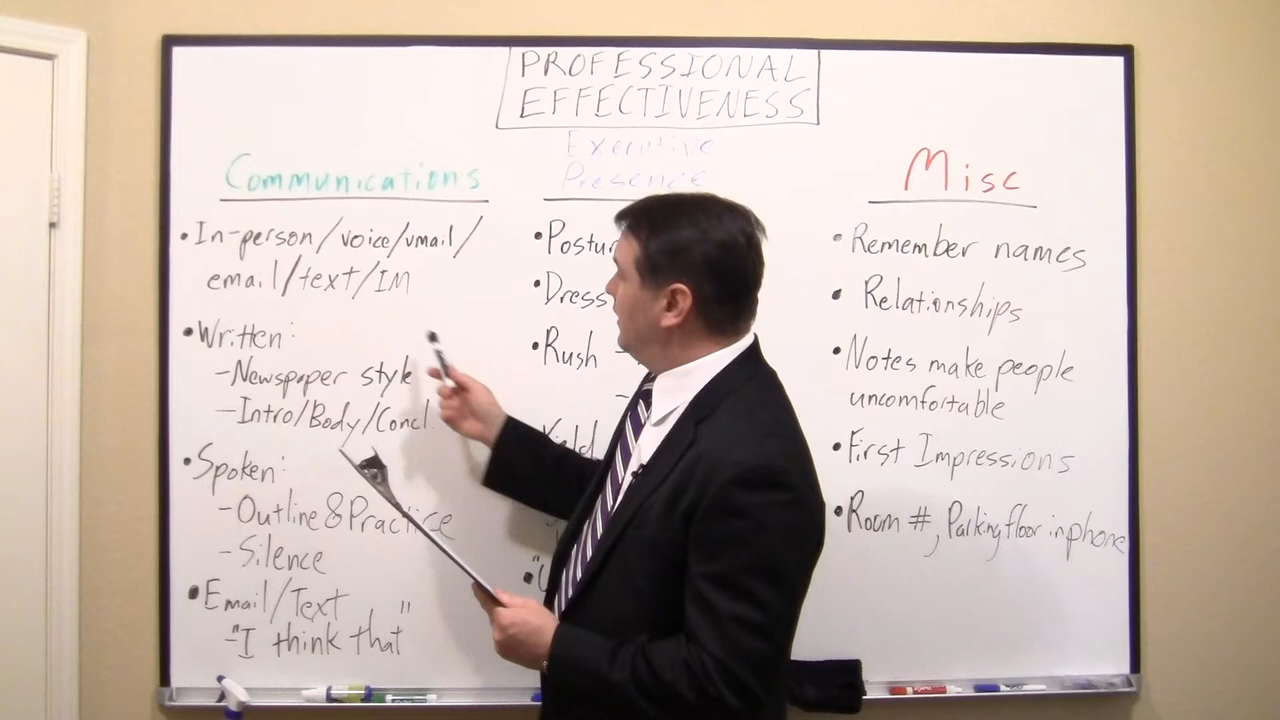 PROFESSIONAL
EFFECTIVENESS
Communications
• In-person/voice/vmail/
email/text/IM
• Written:
-Newspaper style
-Intro/Body/Concl.
• Spoken:
-Outline & Practice
-Silence
• Email/Text
-"I think that"
Executive
Presence
• Postur
• Dress
• Rush -
-
Misc
• Remember names
• Relationships
• Notes make people
uncomfortable
• First Impressions
• Room #, Parking floor in phone